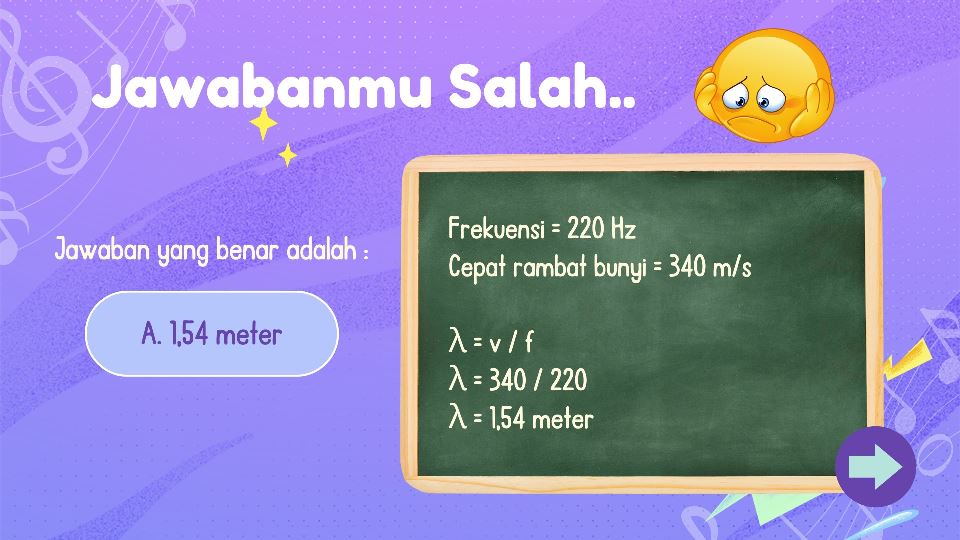 Jawabanmu Salah..
Jawaban yang benar adalah :
A. 1,54 meter
Frekuensi = 220 Hz
Cepat rambat bunyi = 340 m/s
λ = v / f
λ = 340 / 220
λ = 1,54 meter